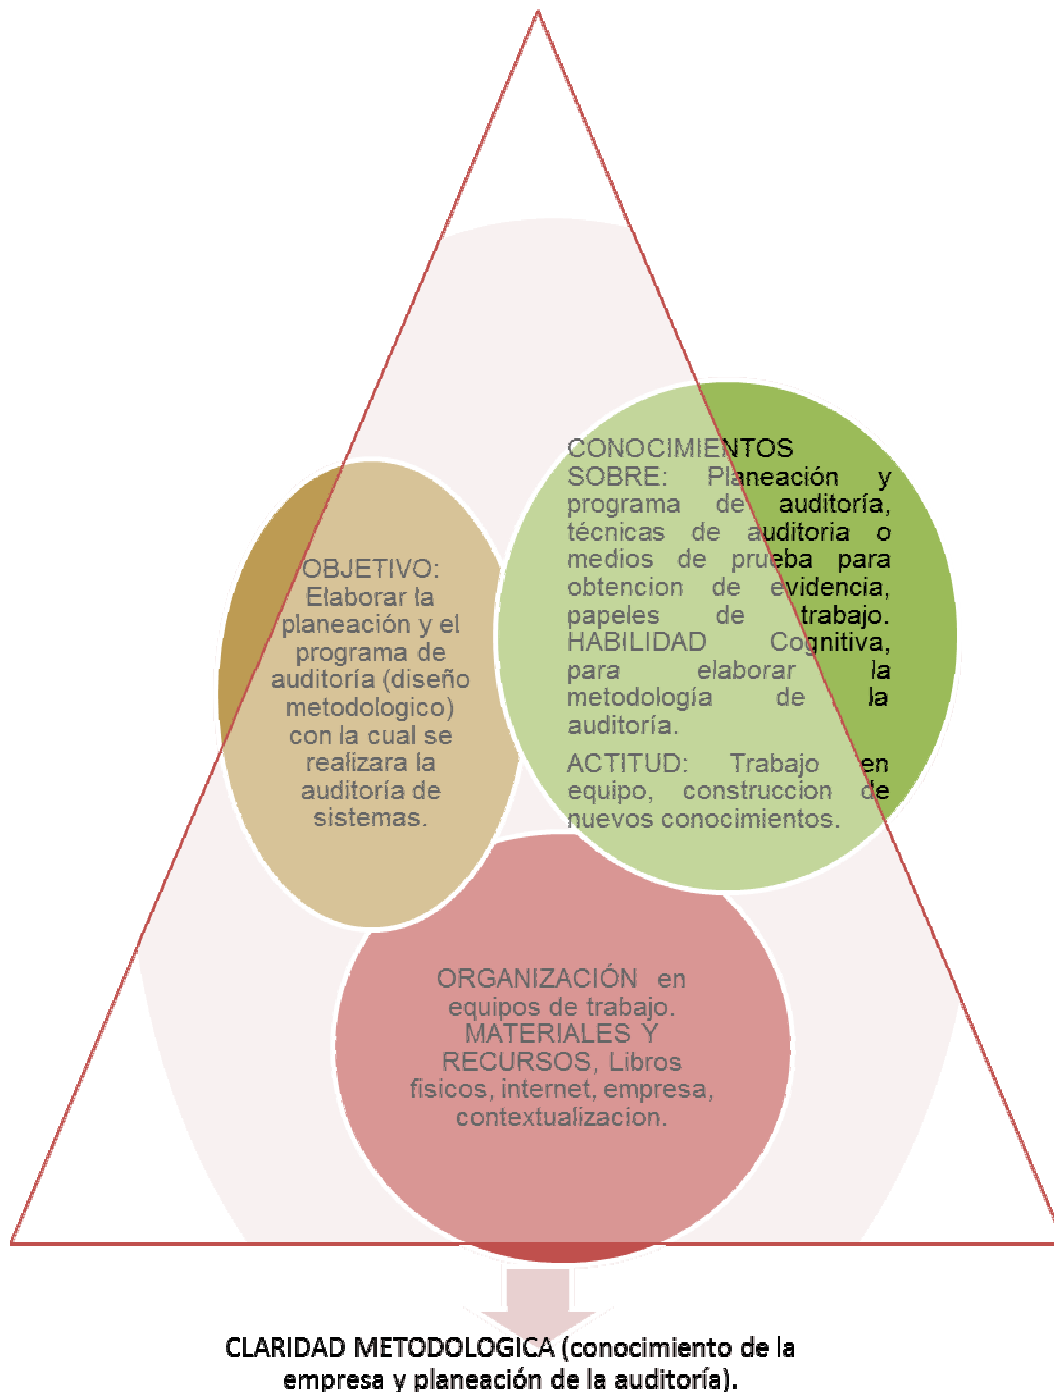 CONOCIMIENTOS
SOBRE: Planeación y
programa de auditoría,
técnicas de auditoria o
medios de prueba para
obtencion de evidencia,
papeles de trabajo.
HABILIDAD Cognitiva,
para elaborar la
metodología de la
auditoría.
ACTITUD: Trabajo en
equipo, construccion de
nuevos conocimientos.
OBJETIVO:
Elaborar la
planeación y el
programa de
auditoría (diseño
metodologico)
con la cual se
realizara la
auditoría de
sistemas.
ORGANIZACIÓN en
equipos de trabajo.
MATERIALES Y
RECURSOS, Libros
fisicos, internet, empresa,
contextualizacion.
CLARIDAD METODOLOGICA (conocimiento de la
empresa y planeación de la auditoría).